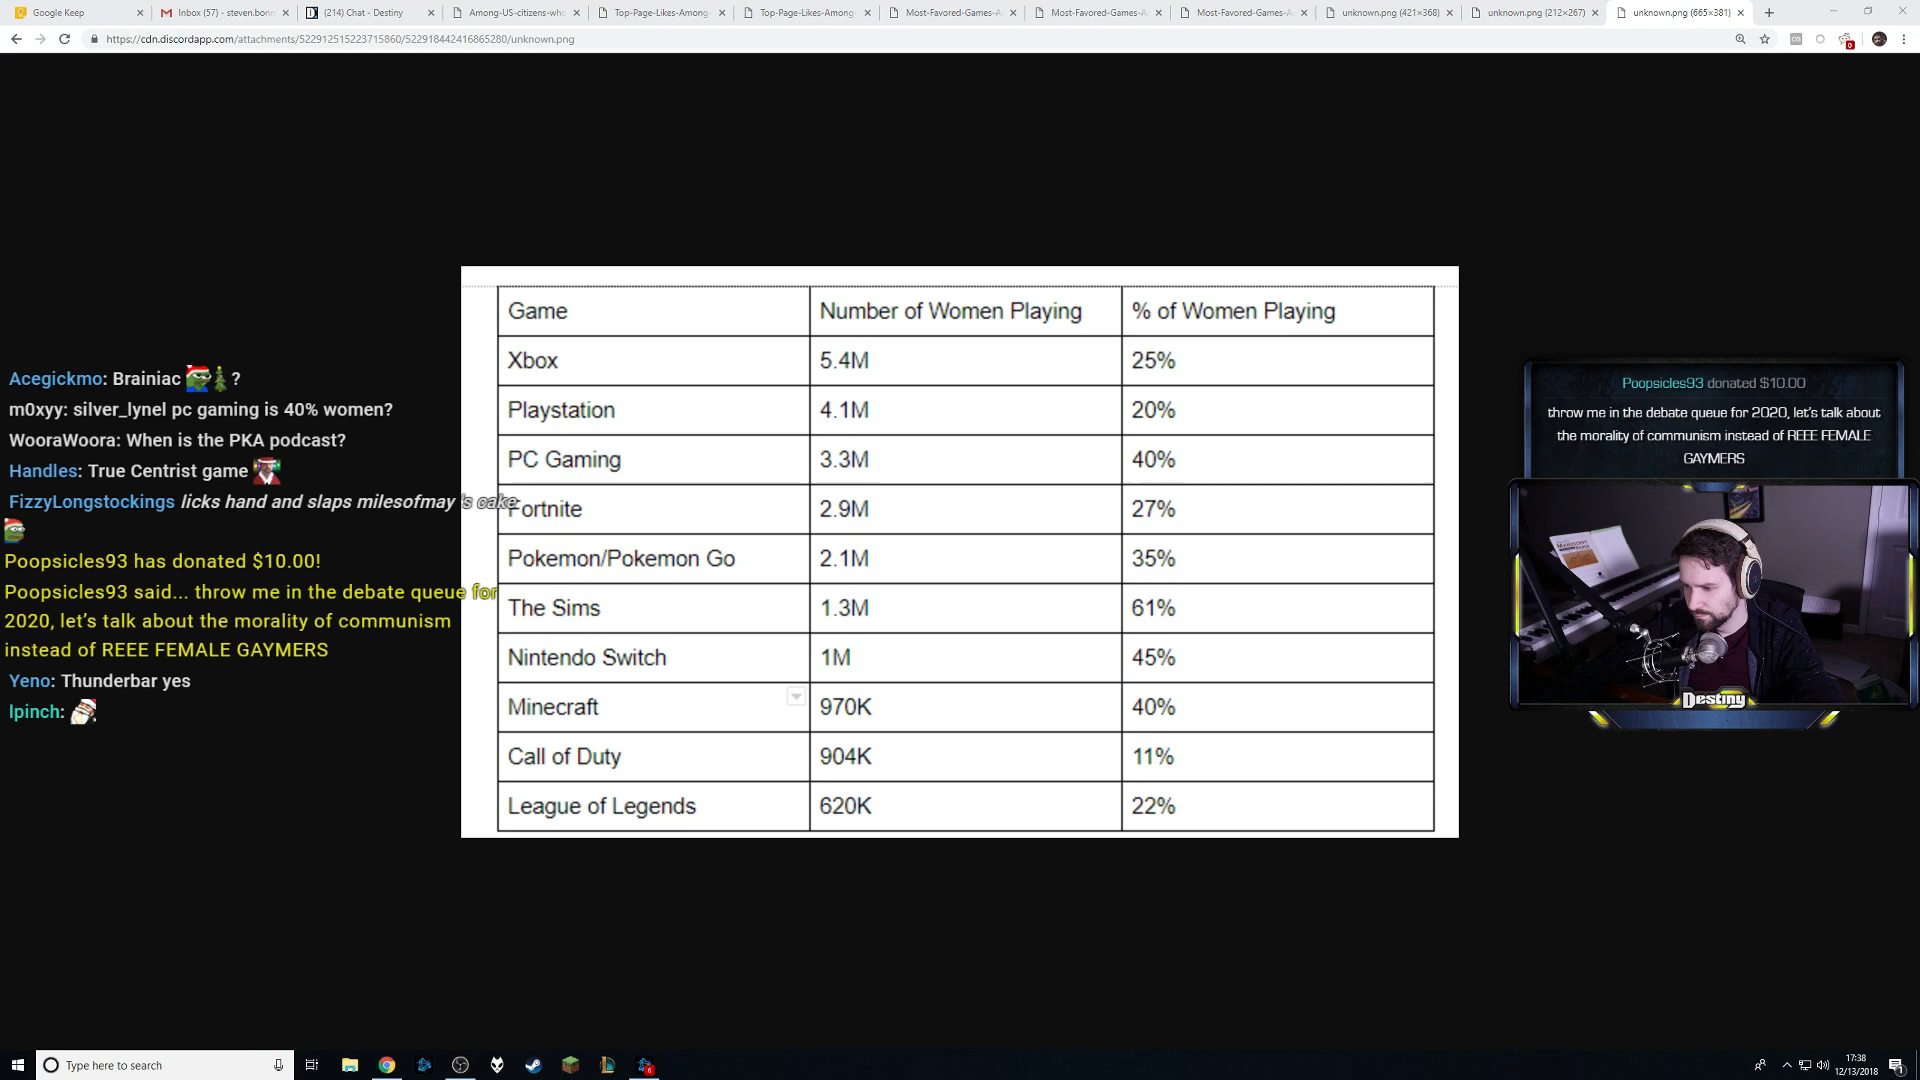 Google Keep
Inbox (57) - steven.bonn
(214) Chat - Destiny
Among-US-citizens-who
Top-Page-Likes-Among
Top-Page-Likes-Among
Most-Favored-Games-A
Most-Favored-Games-A
Most-Favored-Games-A
unknown.png (421×368)
unknown.png (212×267)
unknown.png (665×381)
https://cdn.discordapp.com/attachments/522912515223715860/522918442416865280/unknown.png
Game Number of Women Playing % of Women Playing
Xbox 5.4M 25%
Playstation 4.1M 20%
PC Gaming 3.3M 40%
Fortnite 2.9M 27%
Pokemon/Pokemon Go 2.1M 35%
The Sims 1.3M 61%
Nintendo Switch 1M 45%
Minecraft 970K 40%
Call of Duty 904K 11%
League of Legends 620K 22%
Acegickmo: Brainiac ?
m0xyy: silver_lynel pc gaming is 40% women?
WooraWoora: When is the PKA podcast?
Handles: True Centrist game
FizzyLongstockings licks hand and slaps milesofmay 's cake
Poopsicles93 has donated $10.00!
Poopsicles93 said... throw me in the debate queue for
2020, let's talk about the morality of communism
instead of REEE FEMALE GAYMERS
Yeno: Thunderbar yes
lpinch:
Poopsicles93 donated $10.00
throw me in the debate queue for 2020, let's talk about
the morality of communism instead of REEE FEMALE
GAYMERS
Destiny
Type here to search
17:38
12/13/2018